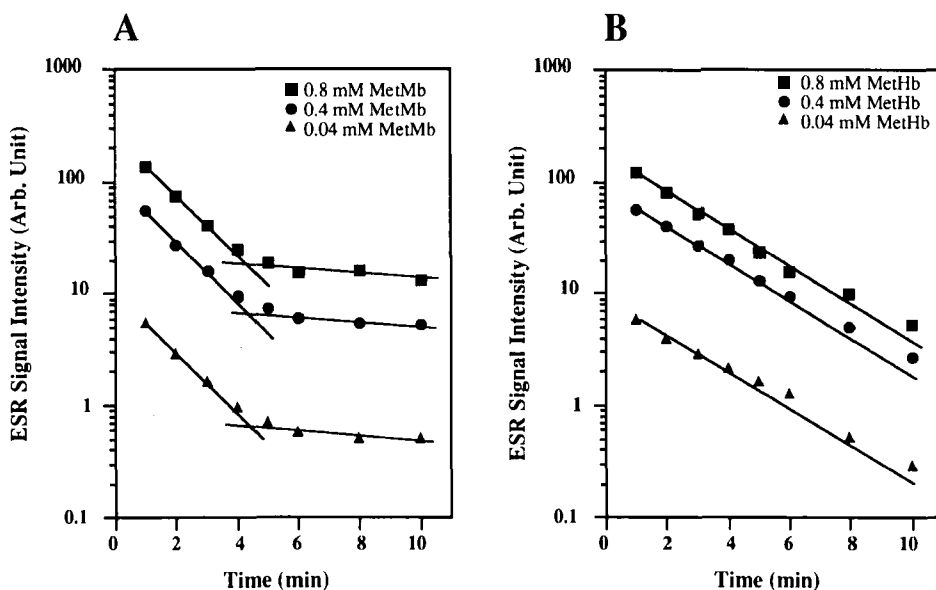 A
ESR Signal Intensity (Arb. Unit)
1000
100
10
1
0.1
0.8 mM MetMb
0.4 mM MetMb
0.04 mM MetMb
0 2 4 6 8 10
Time (min)
B
ESR Signal Intensity (Arb. Unit)
1000
100
10
1
0.1
0.8 mM MetHb
0.4 mM MetHb
0.04 mM MetHb
0 2 4 6 8 10
Time (min)